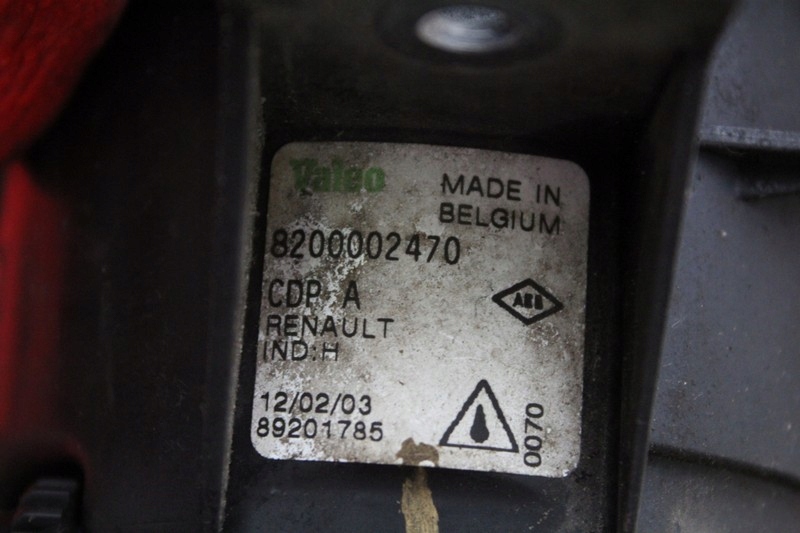 Valeo
MADE IN
BELGIUM
8200002470
CDP A
RENAULT
IND:H
12/02/03
89201785
0070